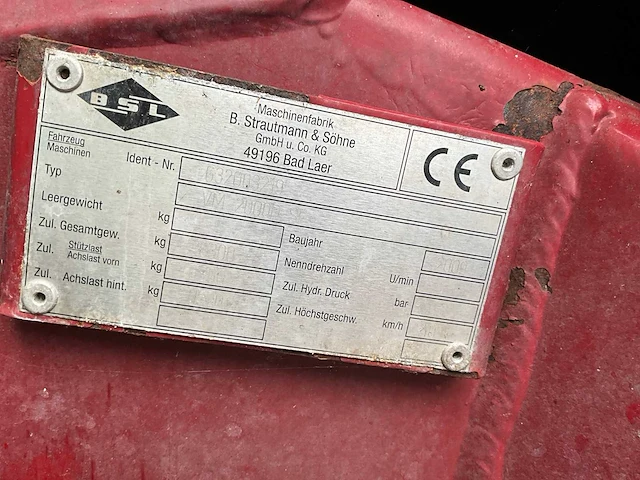 BSL
Maschinenfabrik
B. Strautmann & Söhne
GmbH u. Co. KG
49196 Bad Laer
CE
Fahrzeug
Maschinen
Ident - Nr.
Typ
Leergewicht kg
Baujahr
Zul. Gesamtgew. kg
Nenndrehzahl U/min
Zul. Stützlast
Achslast vorn kg
Zul. Hydr. Druck bar
Zul. Achslast hint. kg
Zul. Höchstgeschw. km/h